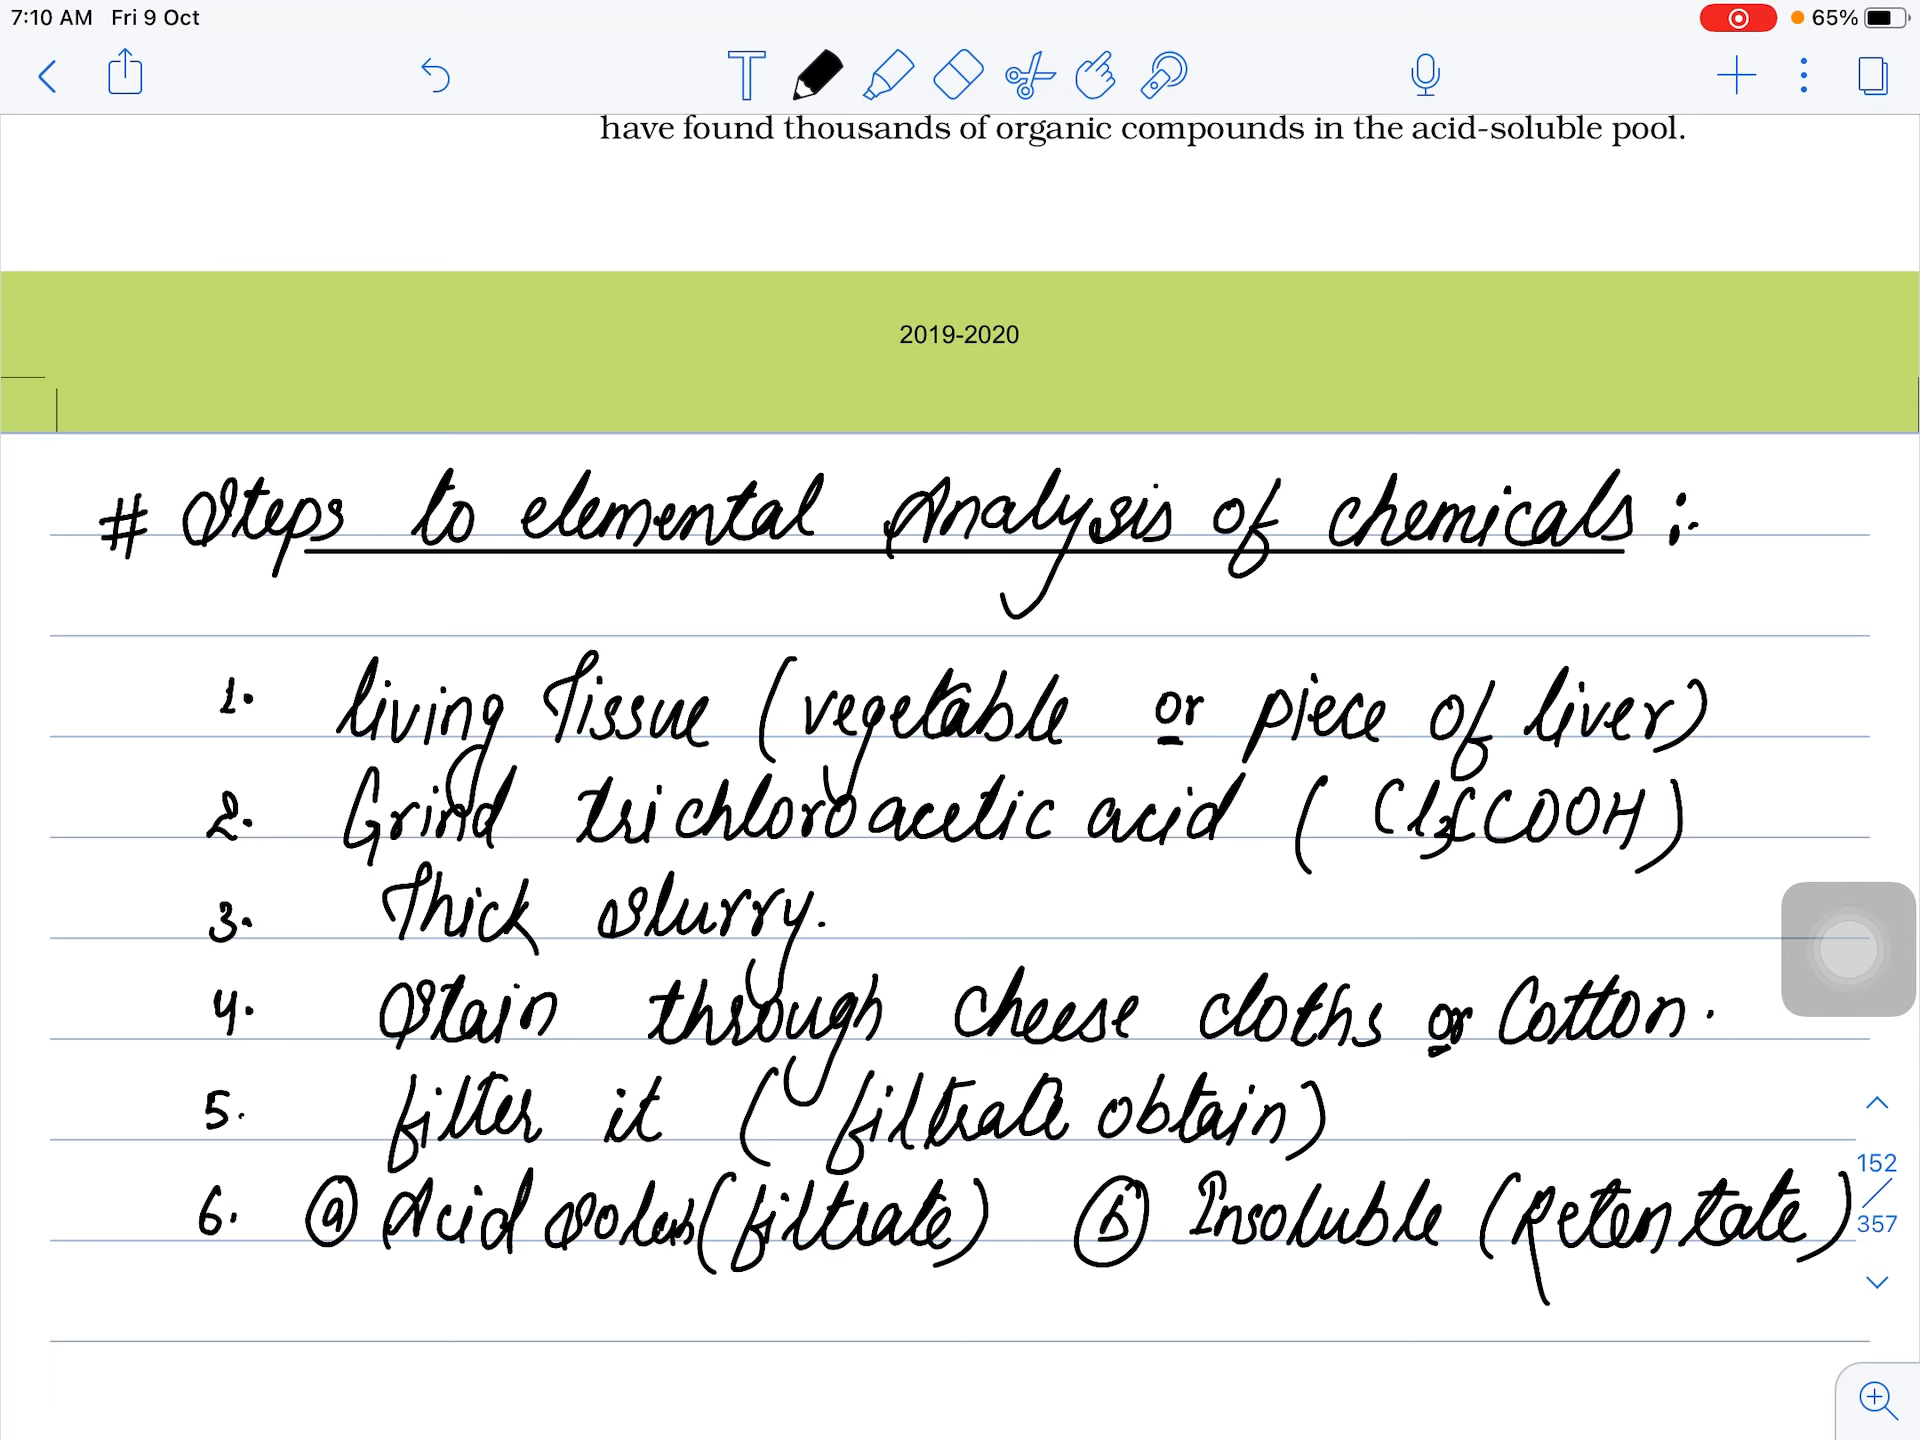 7:10 AM Fri 9 Oct
65%
T
have found thousands of organic compounds in the acid-soluble pool.
2019-2020
# Steps to elemental Analysis of chemicals :-
1. living Tissue (vegetable or piece of liver)
2. Grind trichloroacetic acid ( Cl3CCOOH)
3. Thick slurry.
4. Stain through cheese cloths or Cotton.
5. filter it ( filtrate obtain)
6. (a) Acid (filtrate) (b) Insoluble (Retentate)
152
357